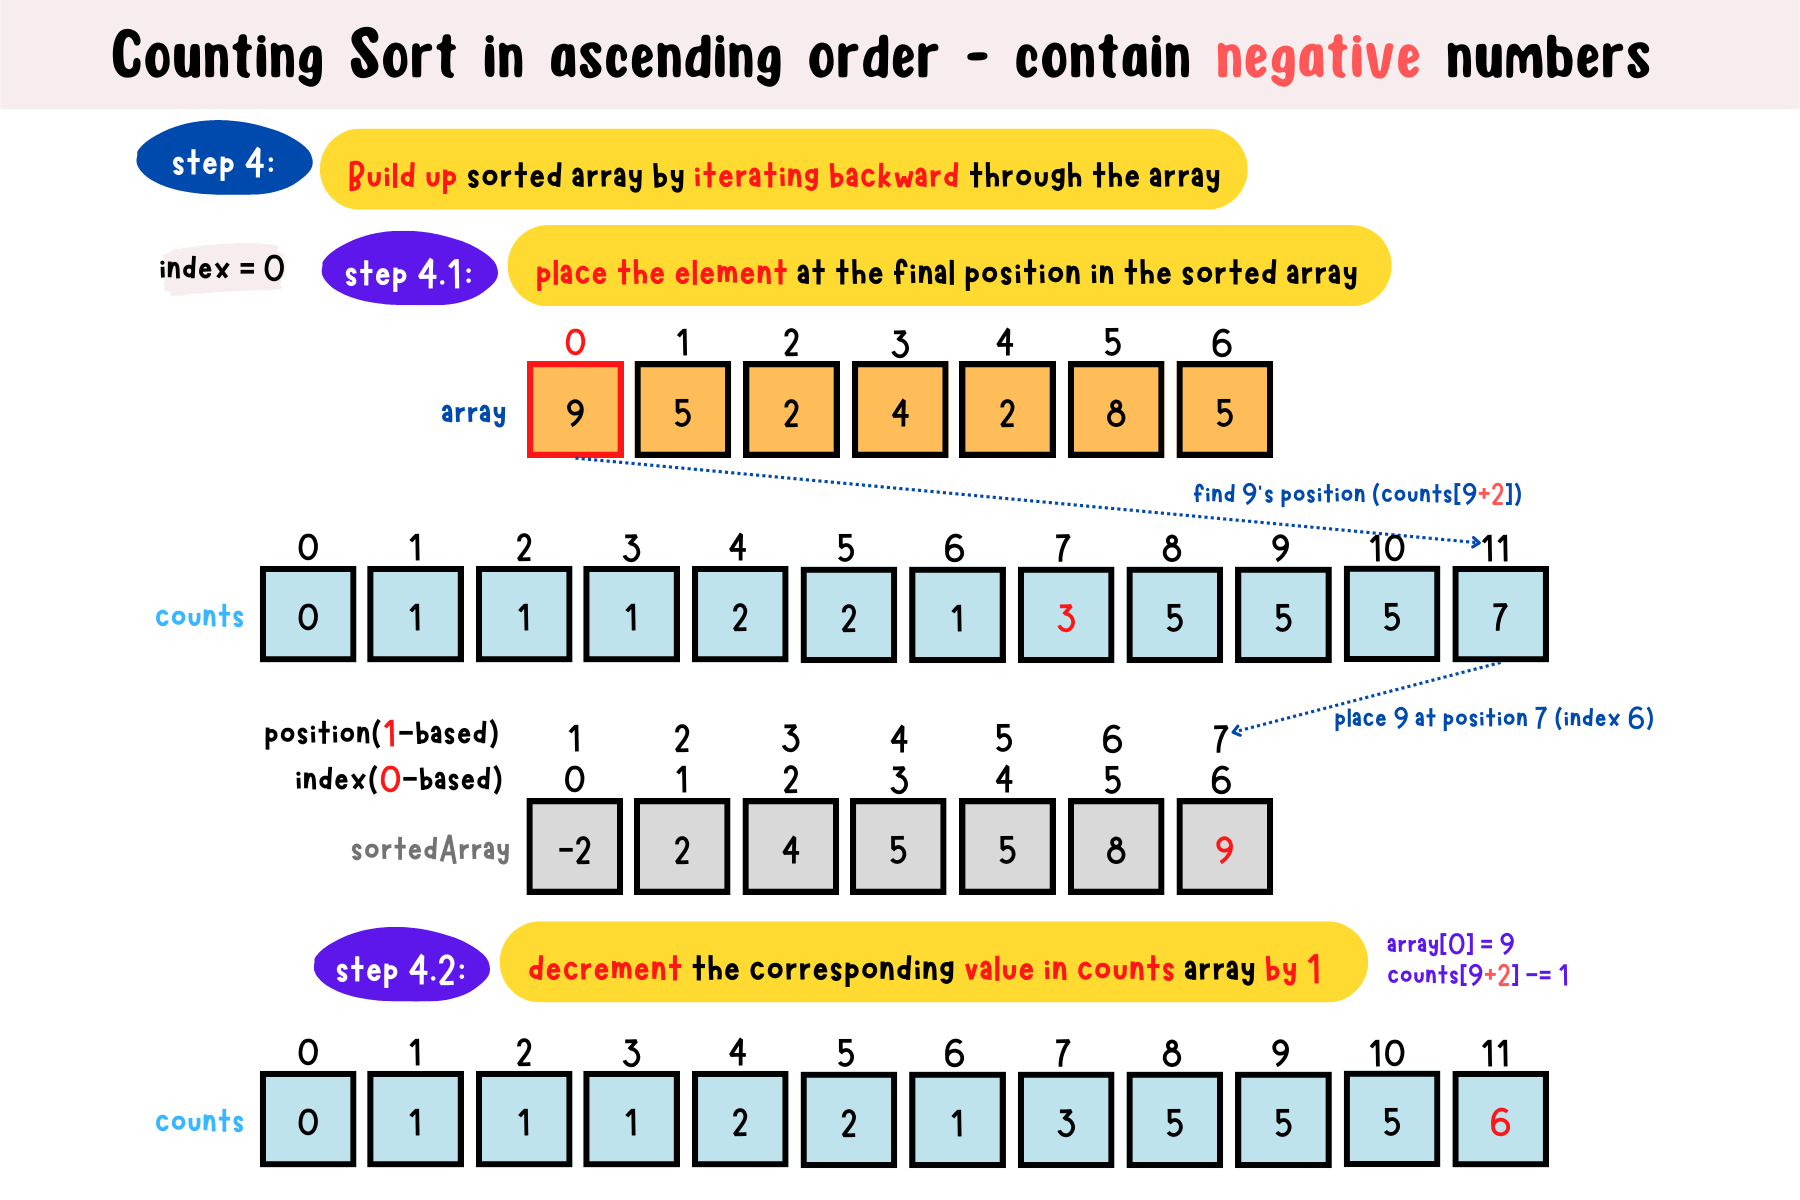 Counting Sort in ascending order - contain negative numbers
step 4:
Build up sorted array by iterating backward through the array
index = 0
step 4.1:
place the element at the final position in the sorted array
0 1 2 3 4 5 6
array 9 5 2 4 2 8 5
find 9's position (counts[9+2])
0 1 2 3 4 5 6 7 8 9 10 11
counts 0 1 1 1 2 2 1 3 5 5 5 7
place 9 at position 7 (index 6)
position(1-based) 1 2 3 4 5 6 7
index(0-based) 0 1 2 3 4 5 6
sortedArray -2 2 4 5 5 8 9
step 4.2:
decrement the corresponding value in counts array by 1
array[0] = 9
counts[9+2] -= 1
0 1 2 3 4 5 6 7 8 9 10 11
counts 0 1 1 1 2 2 1 3 5 5 5 6